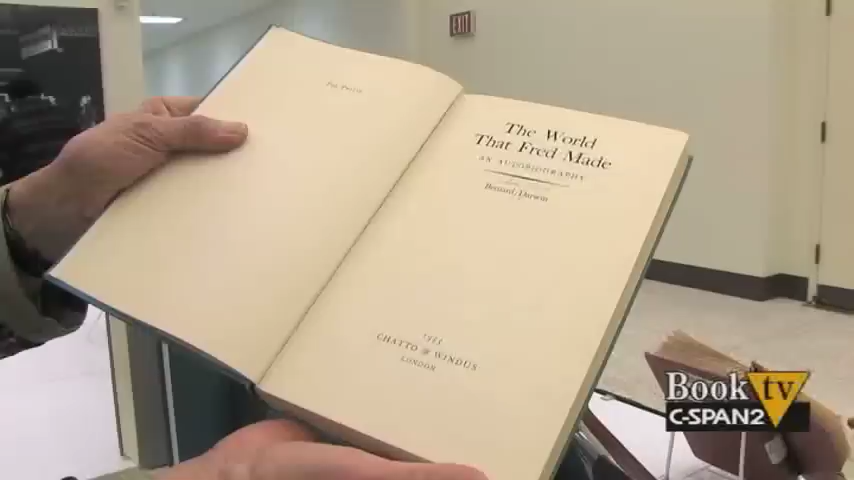 EXIT
The World
That Fred Made
AN AUTOBIOGRAPHY
Bernard Darwin
1955
CHATTO & WINDUS
LONDON
Book tv
C-SPAN2